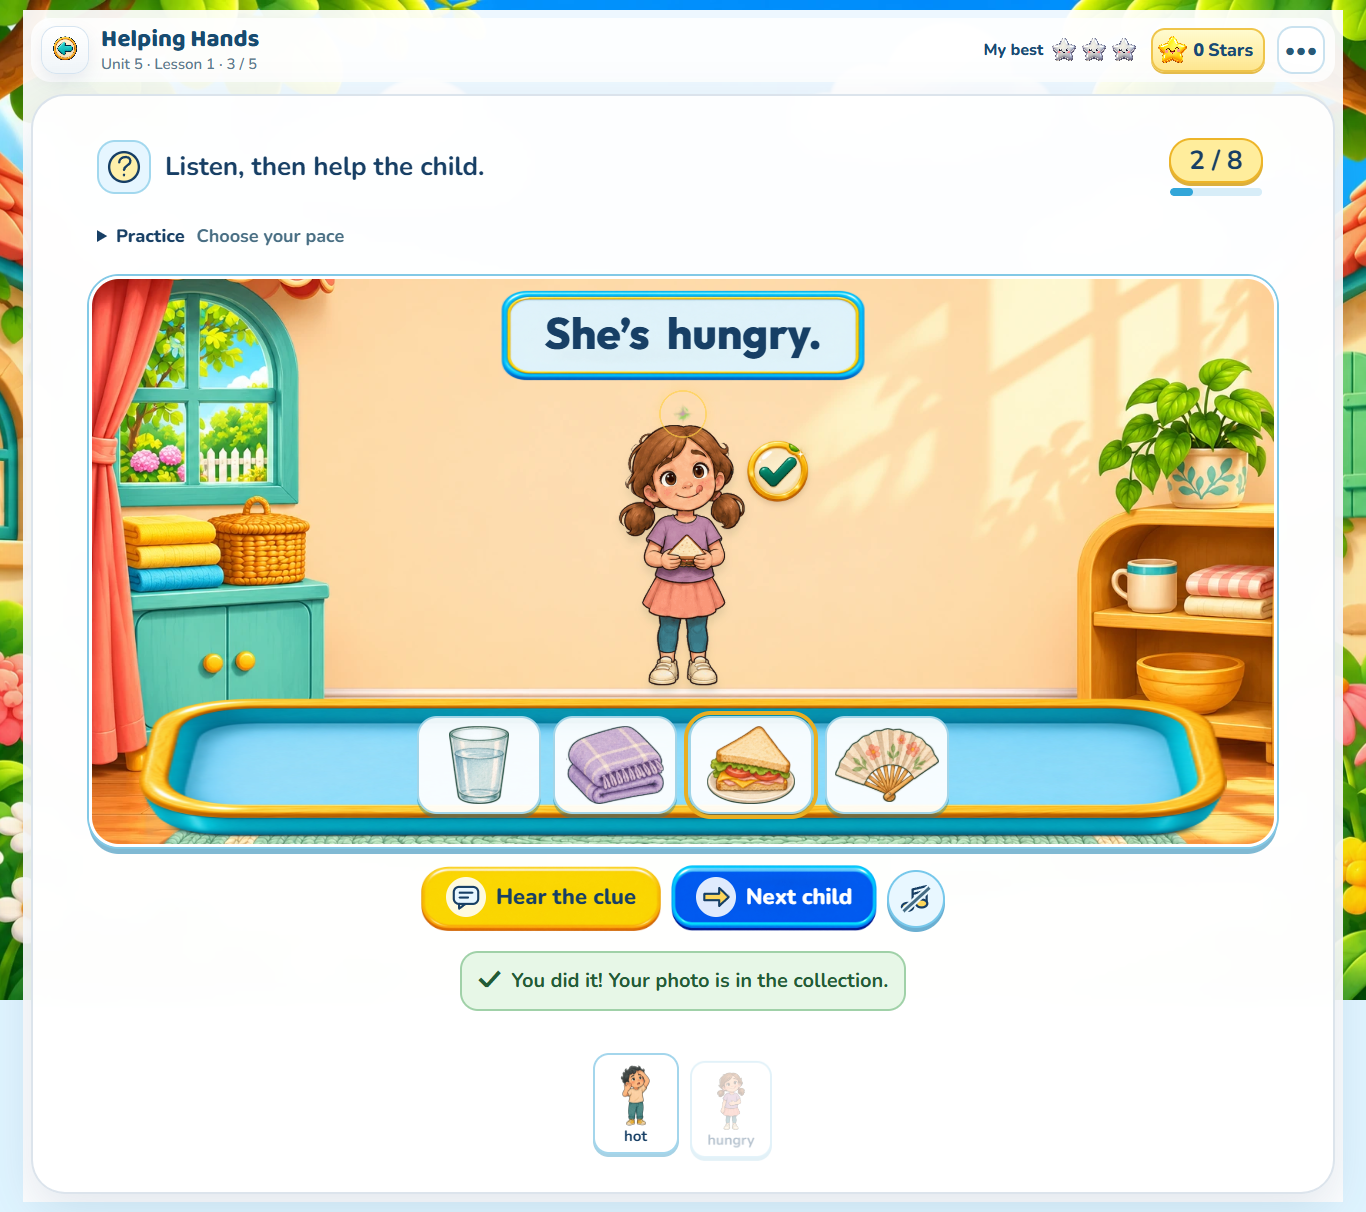 Helping Hands
Unit 5 · Lesson 1 · 3 / 5
My best
0 Stars
Listen, then help the child.
2 / 8
Practice Choose your pace
She's hungry.
Hear the clue
Next child
You did it! Your photo is in the collection.
hot
hungry